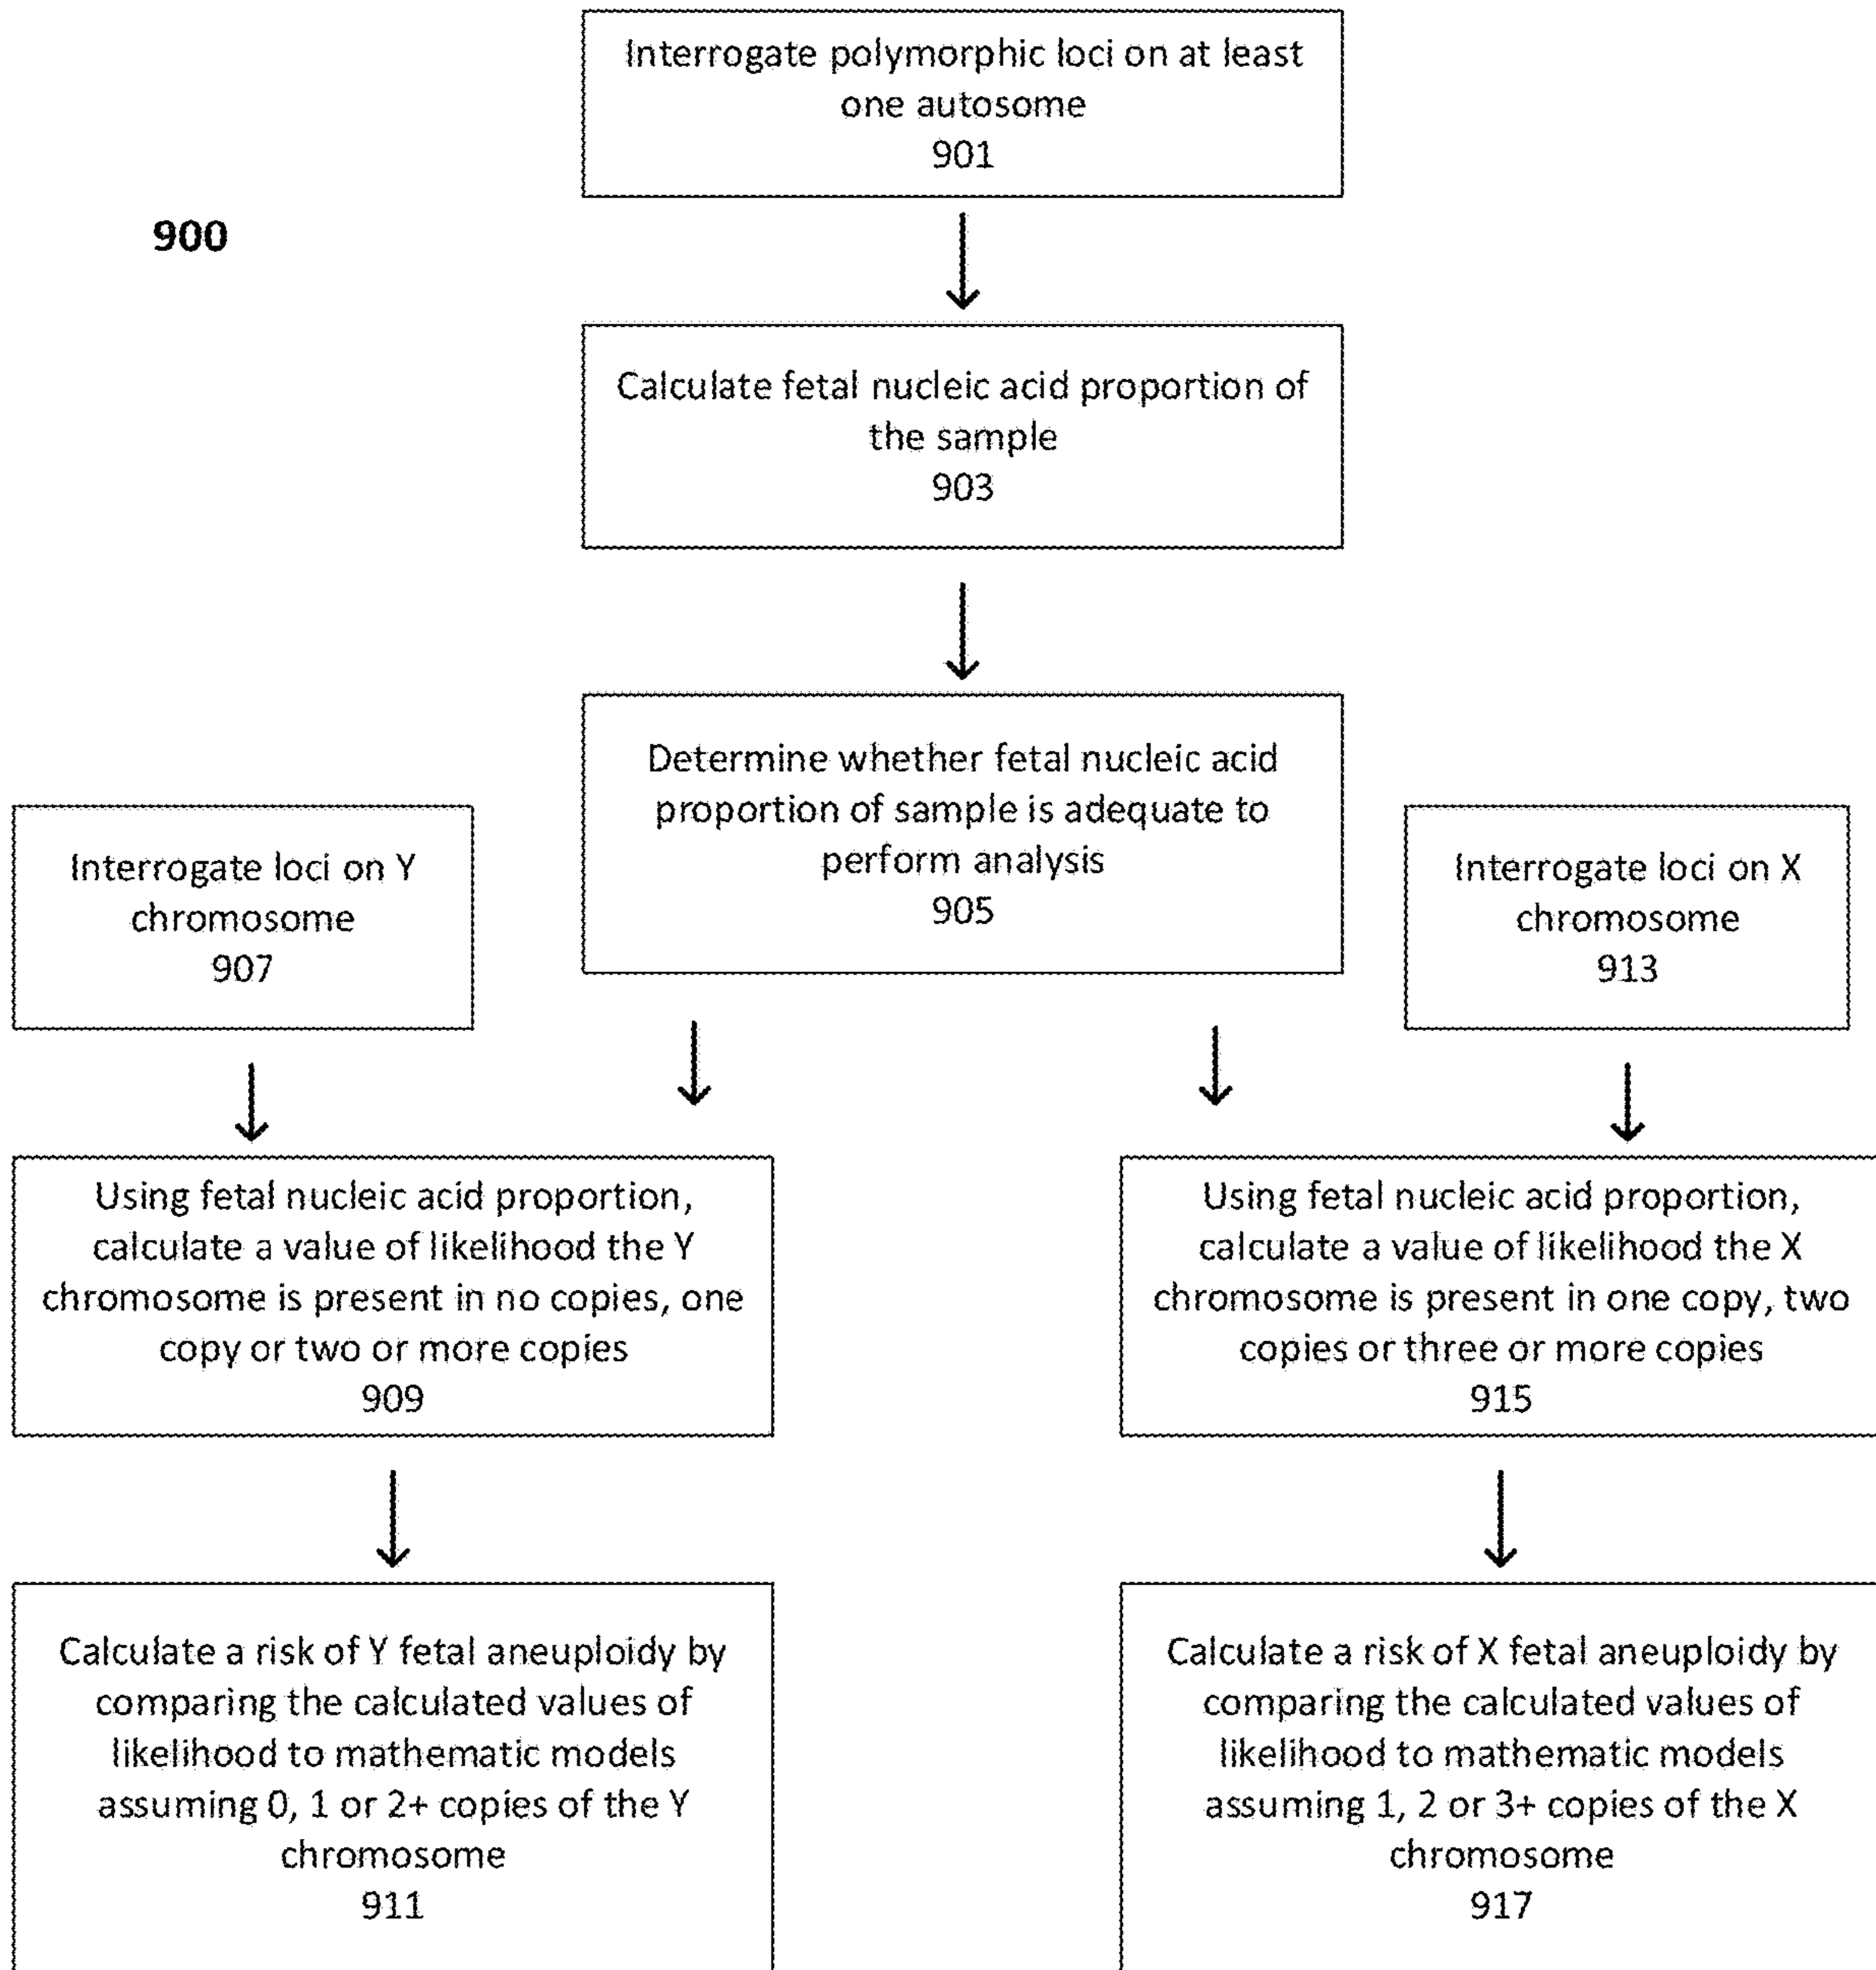 Interrogate polymorphic loci on at least
one autosome
901
900
Calculate fetal nucleic acid proportion of
the sample
903
Determine whether fetal nucleic acid
proportion of sample is adequate to
perform analysis
905
Interrogate loci on Y
chromosome
907
Interrogate loci on X
chromosome
913
Using fetal nucleic acid proportion,
calculate a value of likelihood the Y
chromosome is present in no copies, one
copy or two or more copies
909
Using fetal nucleic acid proportion,
calculate a value of likelihood the X
chromosome is present in one copy, two
copies or three or more copies
915
Calculate a risk of Y fetal aneuploidy by
comparing the calculated values of
likelihood to mathematic models
assuming 0, 1 or 2+ copies of the Y
chromosome
911
Calculate a risk of X fetal aneuploidy by
comparing the calculated values of
likelihood to mathematic models
assuming 1, 2 or 3+ copies of the X
chromosome
917